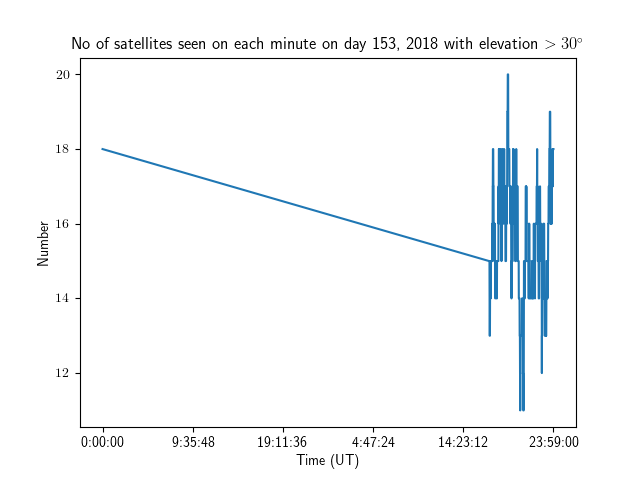 No of satellites seen on each minute on day 153, 2018 with elevation > 30°
20
18
16
14
12
Number
0:00:00 9:35:48 19:11:36 4:47:24 14:23:12 23:59:00
Time (UT)